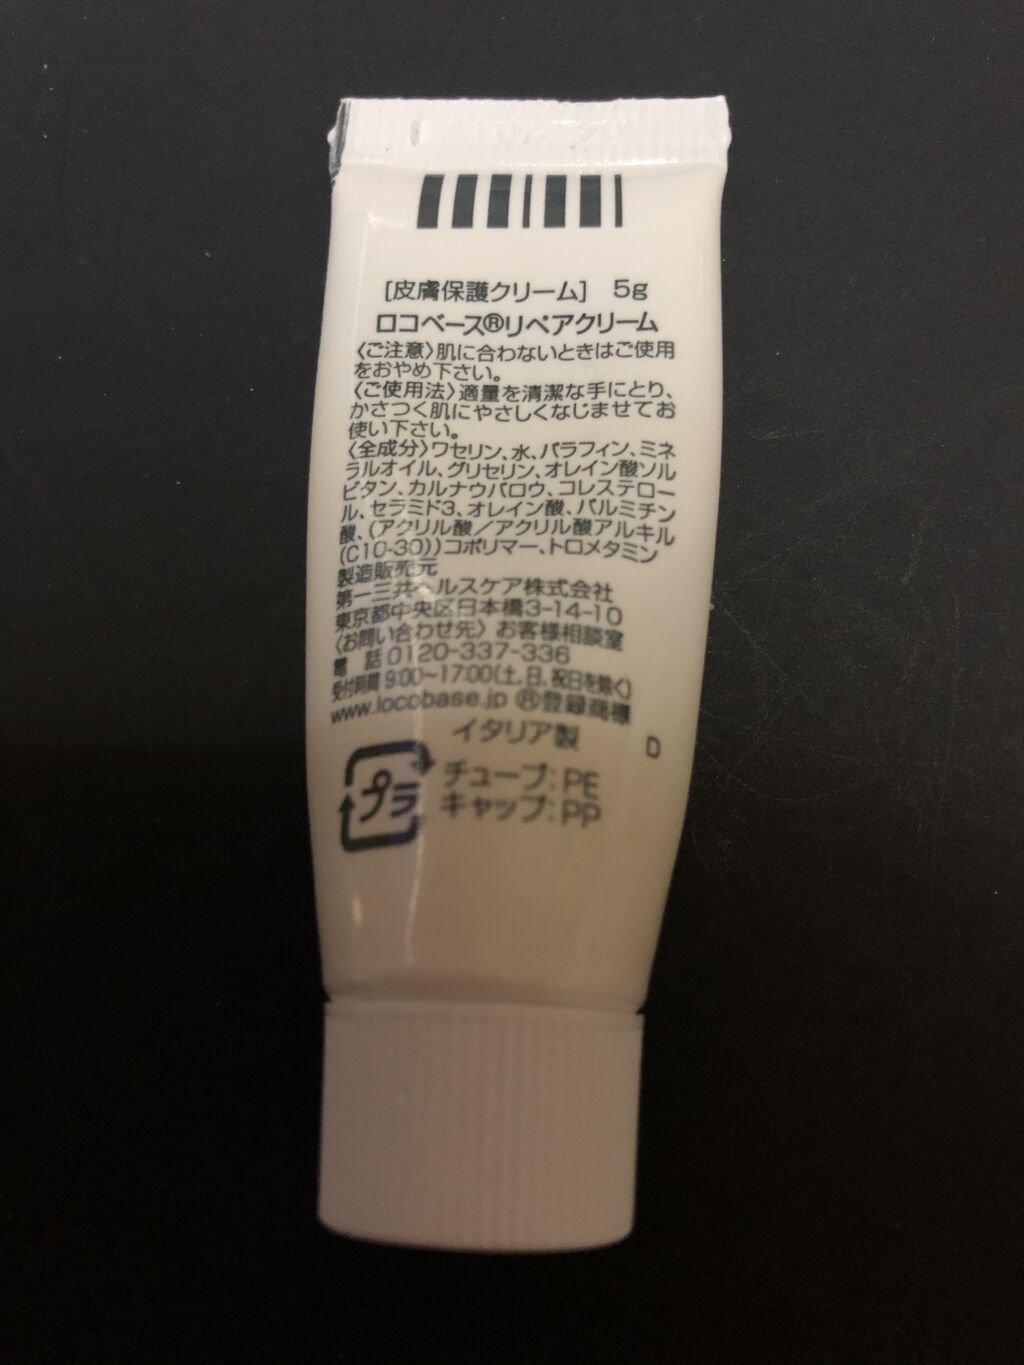 [皮膚保護クリーム] 5g
ロコベース®リペアクリーム
〈ご注意〉肌に合わないときはご使用
をおやめ下さい。
〈ご使用法〉適量を清潔な手にとり、
かさつく肌にやさしくなじませてお
使い下さい。
〈全成分〉ワセリン、水、パラフィン、ミネ
ラルオイル、グリセリン、オレイン酸ソル
ビタン、カルナウバロウ、コレステロー
ル、セラミド3、オレイン酸、パルミチン
酸、(アクリル酸／アクリル酸アルキル
(C10-30))コポリマー、トロメタミン
製造販売元
第一三共ヘルスケア株式会社
東京都中央区日本橋3-14-10
〈お問い合わせ先〉お客様相談室
電 話 0120-337-336
受付時間 9:00~17:00(土、日、祝日を除く)
www.locobase.jp ®登録商標
イタリア製 D
プラ
チューブ:PE
キャップ:PP